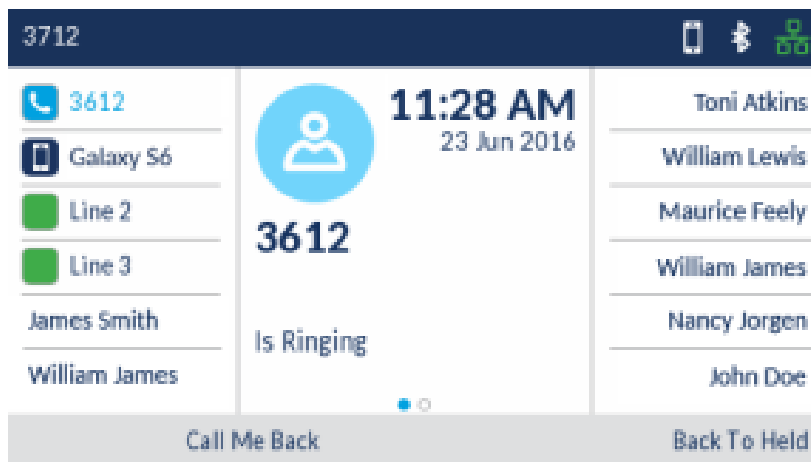 3712
3612
Galaxy S6
Line 2
Line 3
James Smith
William James
11:28 AM
23 Jun 2016
3612
Is Ringing
Toni Atkins
William Lewis
Maurice Feely
William James
Nancy Jorgen
John Doe
Call Me Back
Back To Held